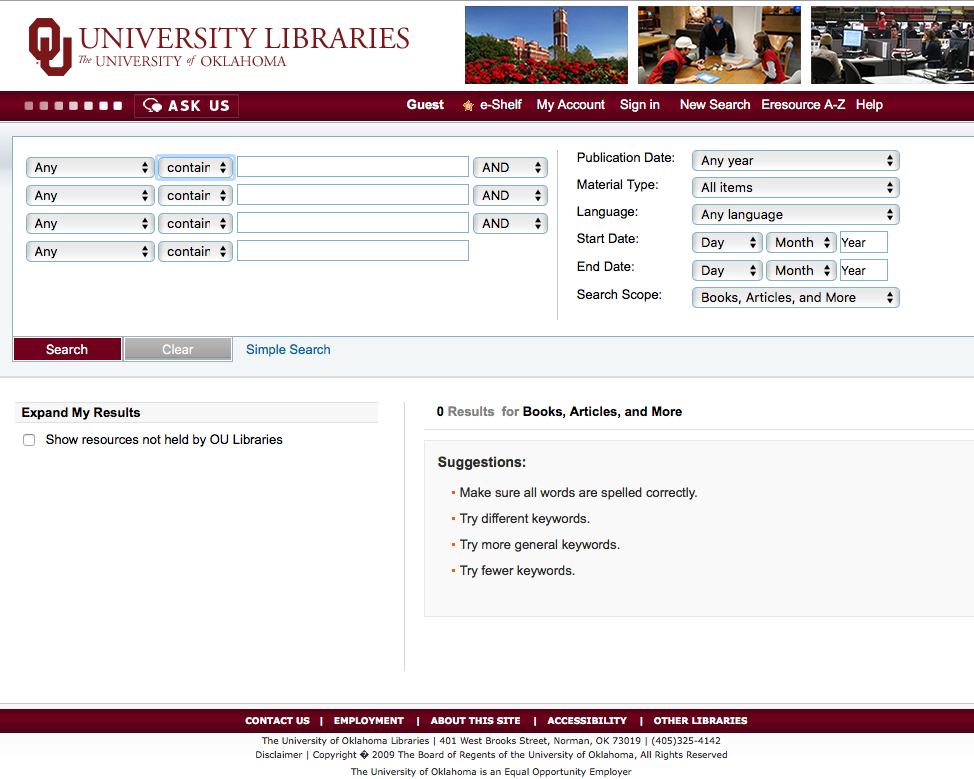 OU UNIVERSITY LIBRARIES
The UNIVERSITY of OKLAHOMA
ASK US
Guest e-Shelf My Account Sign in New Search Eresource A-Z Help
Any contain AND
Any contain AND
Any contain AND
Any contain
Publication Date: Any year
Material Type: All items
Language: Any language
Start Date: Day Month Year
End Date: Day Month Year
Search Scope: Books, Articles, and More
Search Clear Simple Search
Expand My Results
Show resources not held by OU Libraries
0 Results for Books, Articles, and More
Suggestions:
Make sure all words are spelled correctly.
Try different keywords.
Try more general keywords.
Try fewer keywords.
CONTACT US | EMPLOYMENT | ABOUT THIS SITE | ACCESSIBILITY | OTHER LIBRARIES
The University of Oklahoma Libraries | 401 West Brooks Street, Norman, OK 73019 | (405)325-4142
Disclaimer | Copyright � 2009 The Board of Regents of the University of Oklahoma, All Rights Reserved
The University of Oklahoma is an Equal Opportunity Employer